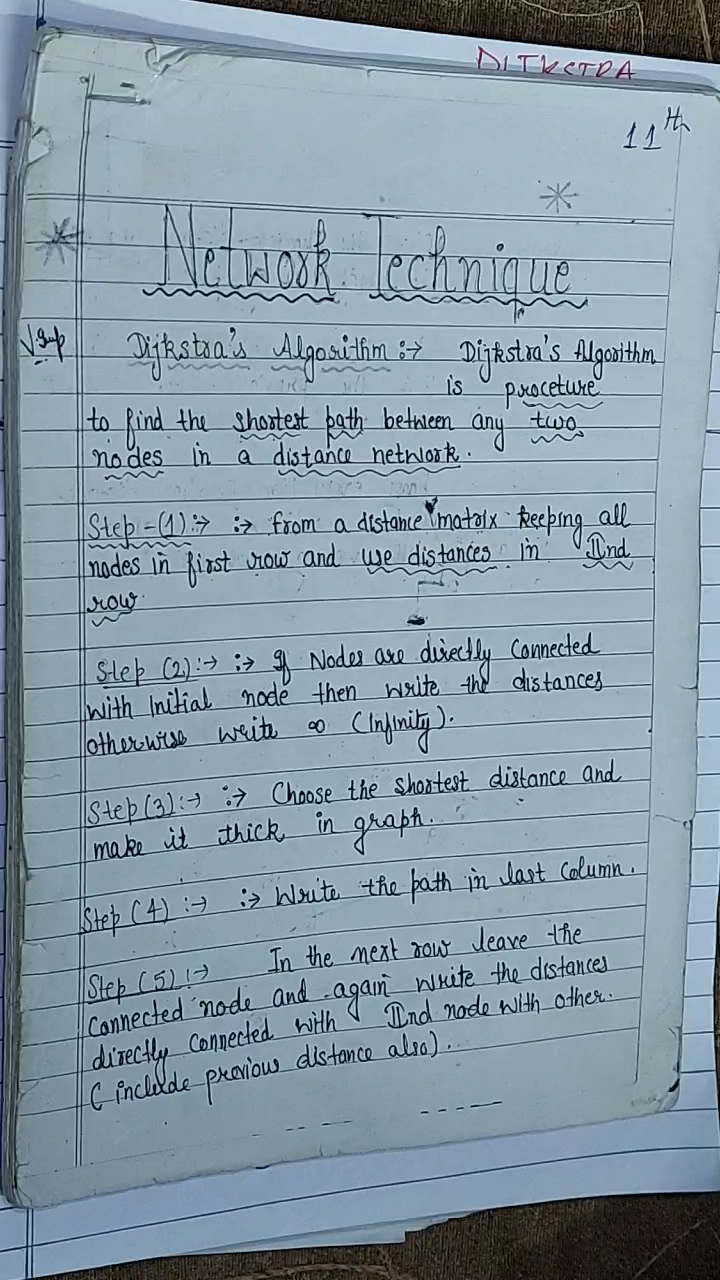 DIJKSTRA
11th
Network Technique
V.Imp Dijkstra's Algorithm :→ Dijkstra's Algorithm
is proceture
to find the shortest path between any two
nodes in a distance network.
Step-(1):→ :→ from a distance matrix keeping all
nodes in first row and use distances in IInd
row.
Step (2):→ :→ If Nodes are directly Connected
with Initial node then write the distances
otherwise write ∞ (Infinity).
Step (3):→ :→ Choose the shortest distance and
make it thick in graph.
Step (4):→ :→ Write the path in last Column.
Step (5):→ In the next row leave the
Connected node and again write the distances
directly Connected with IInd node with other.
( include previous distance also).